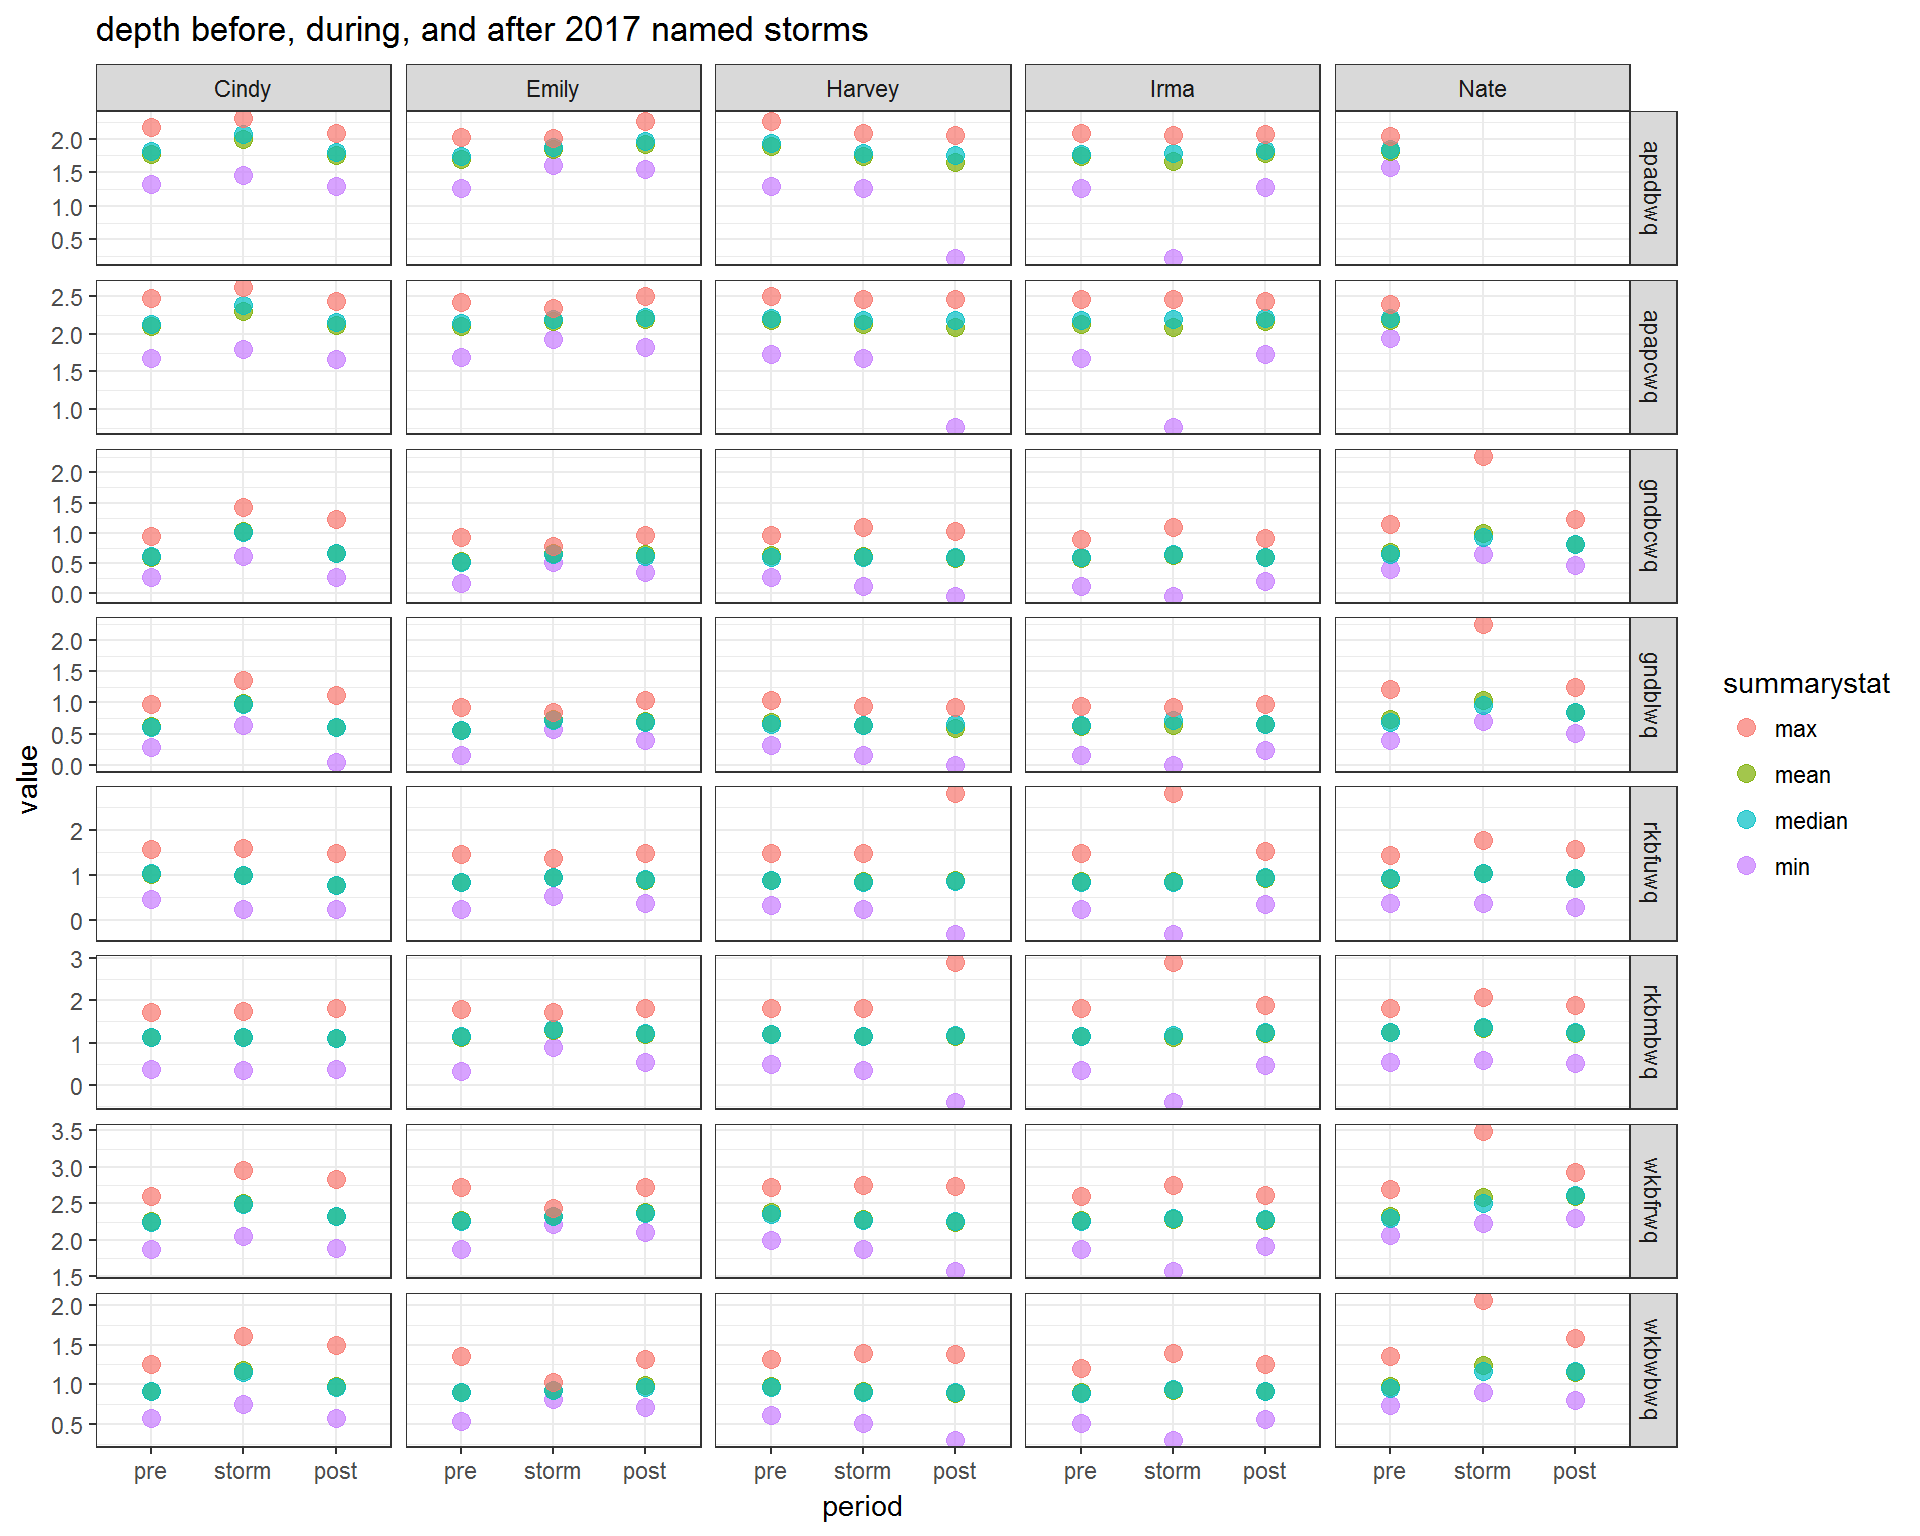 depth before, during, and after 2017 named storms
Cindy Emily Harvey Irma Nate
2.0
1.5
1.0
0.5
apadbwq
2.5
2.0
1.5
1.0
apapcwq
2.0
1.5
1.0
0.5
0.0
gndbcwq
2.0
1.5
1.0
0.5
0.0
gndblwq
2
1
0
rkbfuwq
3
2
1
0
rkbmbwq
3.5
3.0
2.5
2.0
1.5
wkbfrwq
2.0
1.5
1.0
0.5
wkbwbwq
pre storm post pre storm post pre storm post pre storm post pre storm post
period
value
summarystat
max
mean
median
min